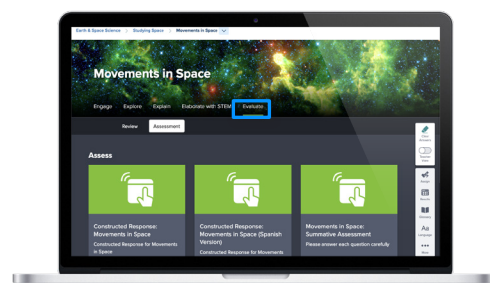 Earth & Space Science | Studying Space | Movements in Space
Movements in Space
Engage Explore Explain Elaborate with STEM Evaluate
Review Assessment
Assess
Constructed Response:
Movements in Space
Constructed Response for Movements
in Space
Constructed Response:
Movements in Space (Spanish
Version)
Constructed Response for Movements
Movements in Space:
Summative Assessment
Please answer each question carefully
Aa